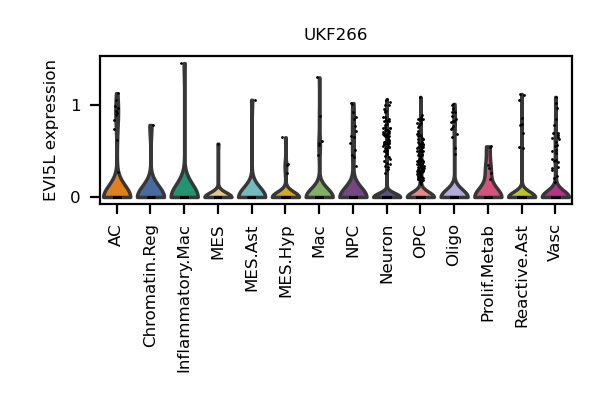 UKF266
EVI5L expression
1
0
AC
Chromatin.Reg
Inflammatory.Mac
MES
MES.Ast
MES.Hyp
Mac
NPC
Neuron
OPC
Oligo
Prolif.Metab
Reactive.Ast
Vasc